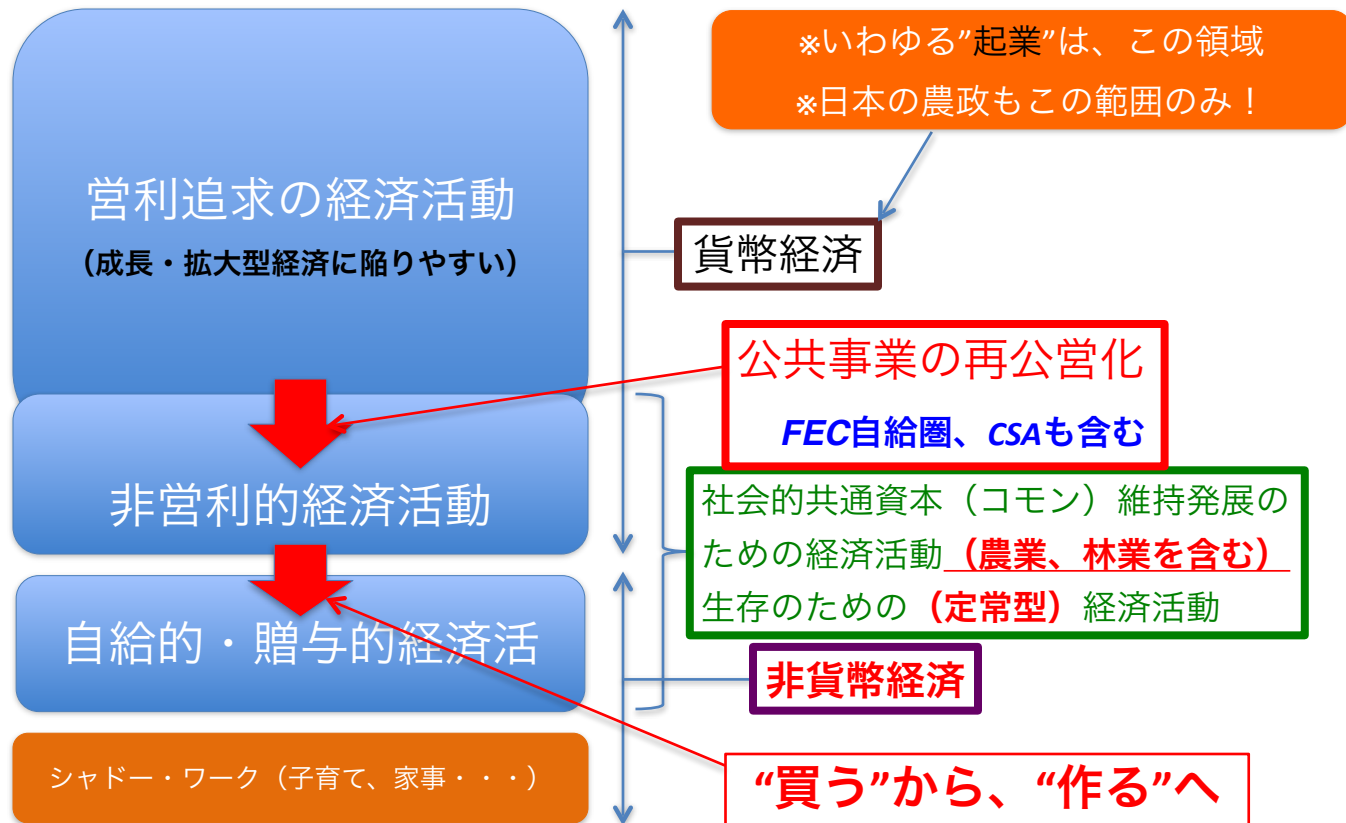 ※いわゆる”起業”は、この領域
※日本の農政もこの範囲のみ！
営利追求の経済活動
（成長・拡大型経済に陥りやすい）
貨幣経済
公共事業の再公営化
FEC自給圏、CSAも含む
非営利的経済活動
社会的共通資本（コモン）維持発展の
ための経済活動（農業、林業を含む）
生存のための（定常型）経済活動
自給的・贈与的経済活
非貨幣経済
シャドー・ワーク（子育て、家事・・・）
“買う”から、“作る”へ